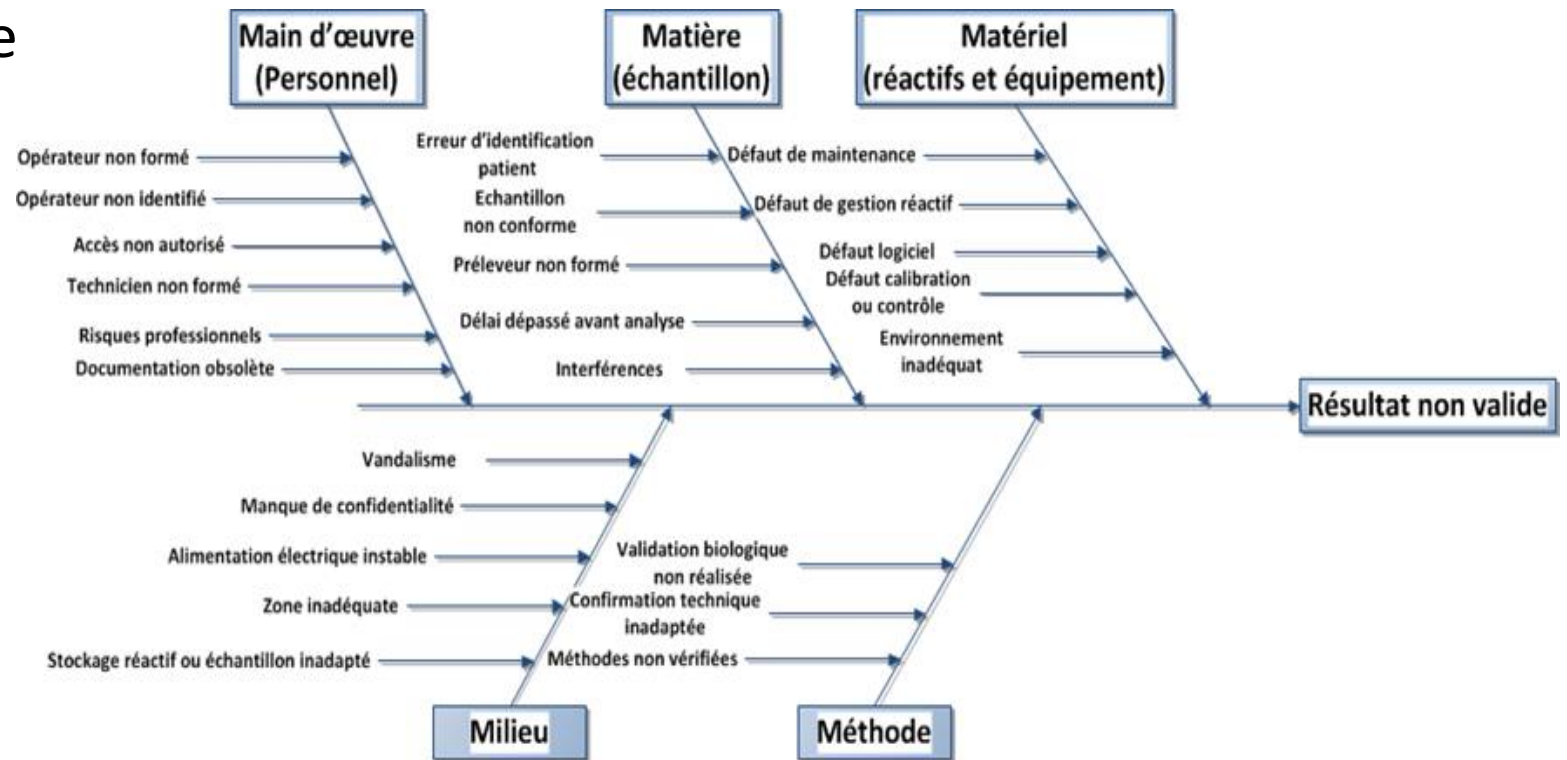 e
Main d’œuvre
(Personnel)
Matière
(échantillon)
Matériel
(réactifs et équipement)
Opérateur non formé
Opérateur non identifié
Accès non autorisé
Technicien non formé
Risques professionnels
Documentation obsolète
Erreur d’identification
patient
Echantillon
non conforme
Préleveur non formé
Délai dépassé avant analyse
Interférences
Défaut de maintenance
Défaut de gestion réactif
Défaut logiciel
Défaut calibration
ou contrôle
Environnement
inadéquat
Résultat non valide
Vandalisme
Manque de confidentialité
Alimentation électrique instable
Zone inadéquate
Stockage réactif ou échantillon inadapté
Validation biologique
non réalisée
Confirmation technique
inadaptée
Méthodes non vérifiées
Milieu
Méthode